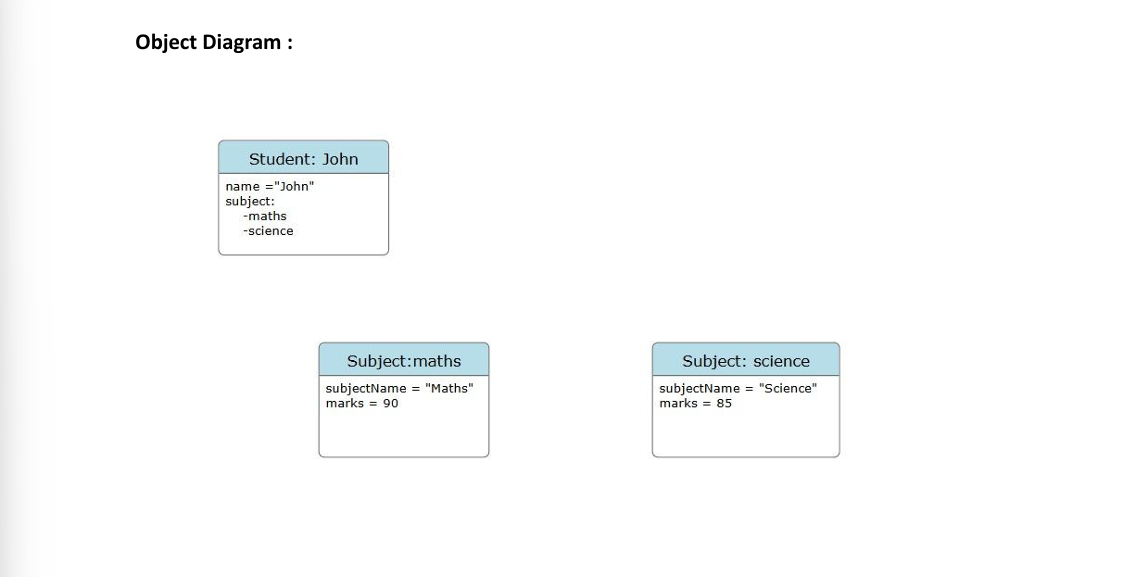 Object Diagram :
Student: John
name ="John"
subject:
-maths
-science
Subject:maths
subjectName = "Maths"
marks = 90
Subject: science
subjectName = "Science"
marks = 85